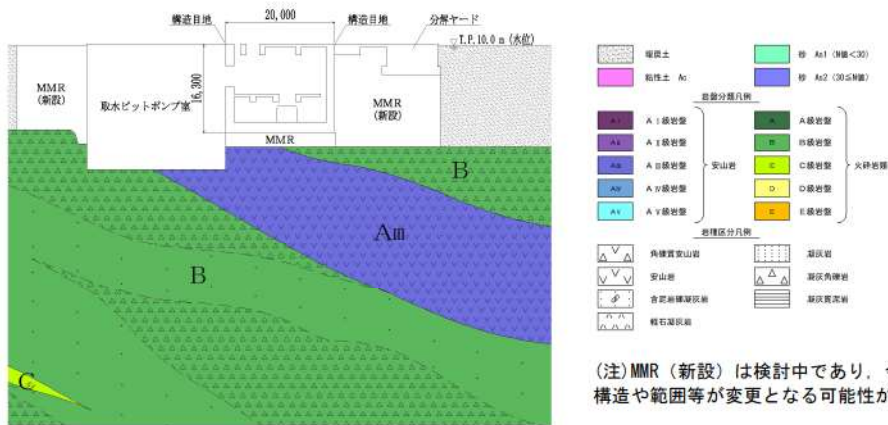 構造目地
20,000
構造目地
分解ヤード
▽T.P.10.0 m (水位)
MMR
(新設)
取水ピットポンプ室
16,300
MMR
(新設)
MMR
B
AⅢ
B
C
埋戻土
砂 As1 (N値<30)
粘性土 Ac
砂 As2 (30≦N値)
岩盤分類凡例
AⅠ AⅠ級岩盤
AⅡ AⅡ級岩盤
AⅢ AⅢ級岩盤
AⅣ AⅣ級岩盤
AⅤ AⅤ級岩盤
安山岩
A A級岩盤
B B級岩盤
C C級岩盤
D D級岩盤
E E級岩盤
火砕岩類
岩種区分凡例
角礫質安山岩
凝灰岩
安山岩
凝灰角礫岩
含泥岩礫凝灰岩
凝灰質泥岩
軽石凝灰岩
(注)MMR(新設)は検討中であり,
構造や範囲等が変更となる可能性が